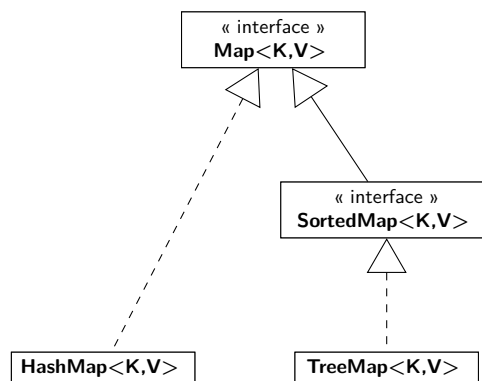 « interface »
Map<K,V>
« interface »
SortedMap<K,V>
HashMap<K,V>
TreeMap<K,V>